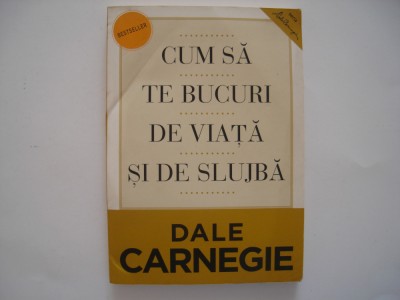 BESTSELLER
CUM SĂ
TE BUCURI
DE VIAȚĂ
ȘI DE SLUJBĂ
DALE
CARNEGIE